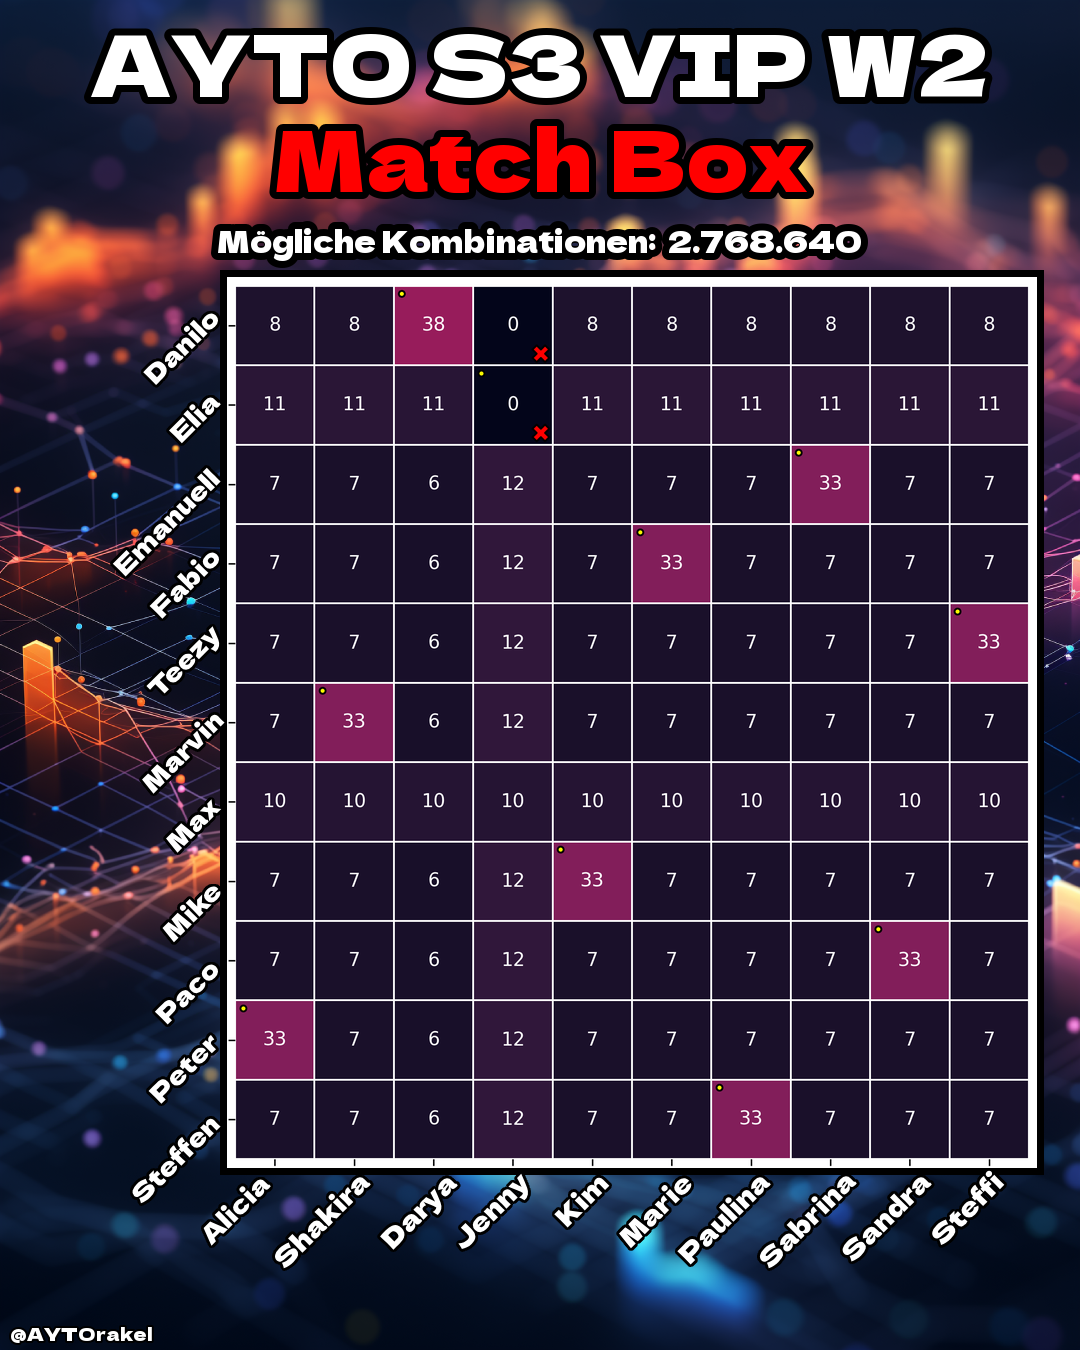 AYTO S3 VIP W2
Match Box
Mögliche Kombinationen: 2.768.640
Danilo 8 8 38 0 8 8 8 8 8 8
Elia 11 11 11 0 11 11 11 11 11 11
Emanuell 7 7 6 12 7 7 7 33 7 7
Fabio 7 7 6 12 7 33 7 7 7 7
Teezy 7 7 6 12 7 7 7 7 7 33
Marvin 7 33 6 12 7 7 7 7 7 7
Max 10 10 10 10 10 10 10 10 10 10
Mike 7 7 6 12 33 7 7 7 7 7
Paco 7 7 6 12 7 7 7 7 33 7
Peter 33 7 6 12 7 7 7 7 7 7
Steffen 7 7 6 12 7 7 33 7 7 7
Alicia Shakira Darya Jenny Kim Marie Paulina Sabrina Sandra Steffi
@AYTOrakel